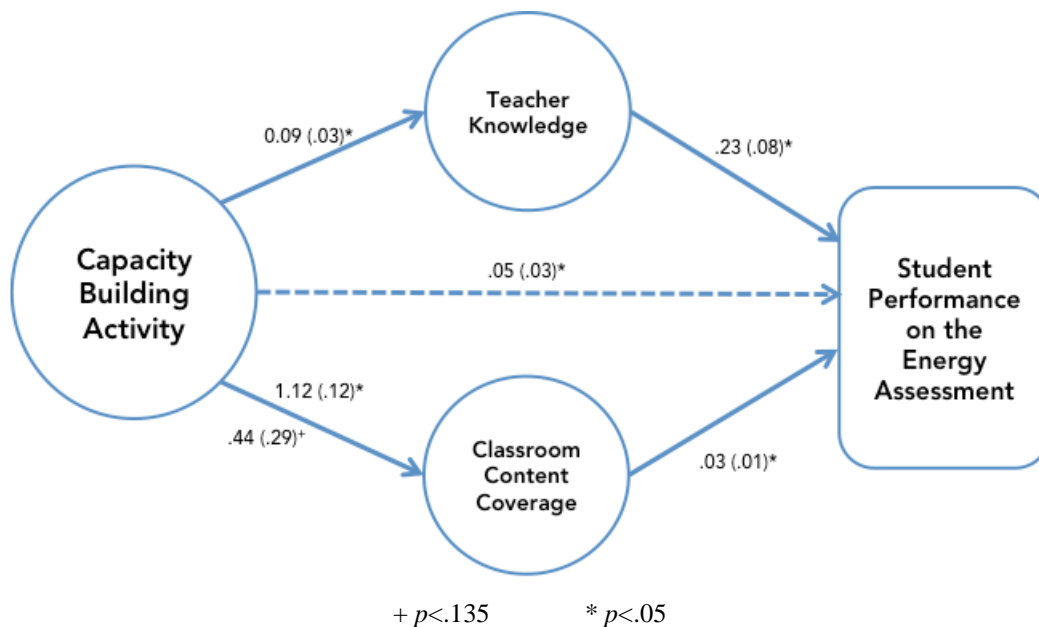 Teacher
Knowledge
0.09 (.03)*
.23 (.08)*
Capacity
Building
Activity
.05 (.03)*
Student
Performance
on the
Energy
Assessment
1.12 (.12)*
.44 (.29)+
Classroom
Content
Coverage
.03 (.01)*
+ p<.135 * p<.05